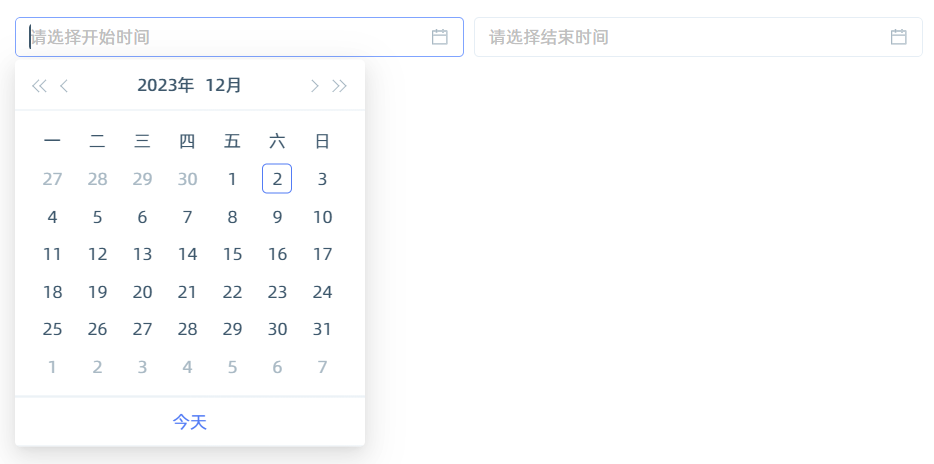 请选择开始时间 请选择结束时间
2023年 12月
一 二 三 四 五 六 日
27 28 29 30 1 2 3
4 5 6 7 8 9 10
11 12 13 14 15 16 17
18 19 20 21 22 23 24
25 26 27 28 29 30 31
1 2 3 4 5 6 7
今天